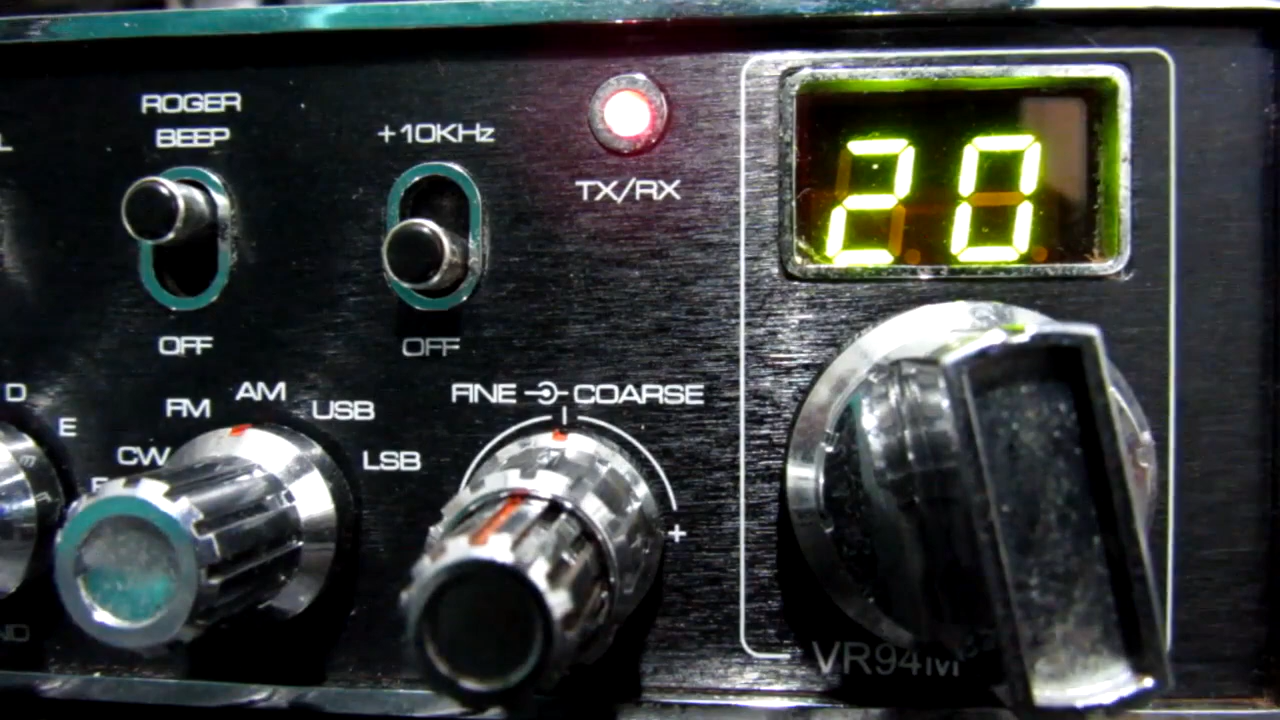 ROGER
BEEP
OFF
+10KHz
OFF
TX/RX
20
D
E
CW
FM
AM
USB
LSB
FINE COARSE
+
VR94M